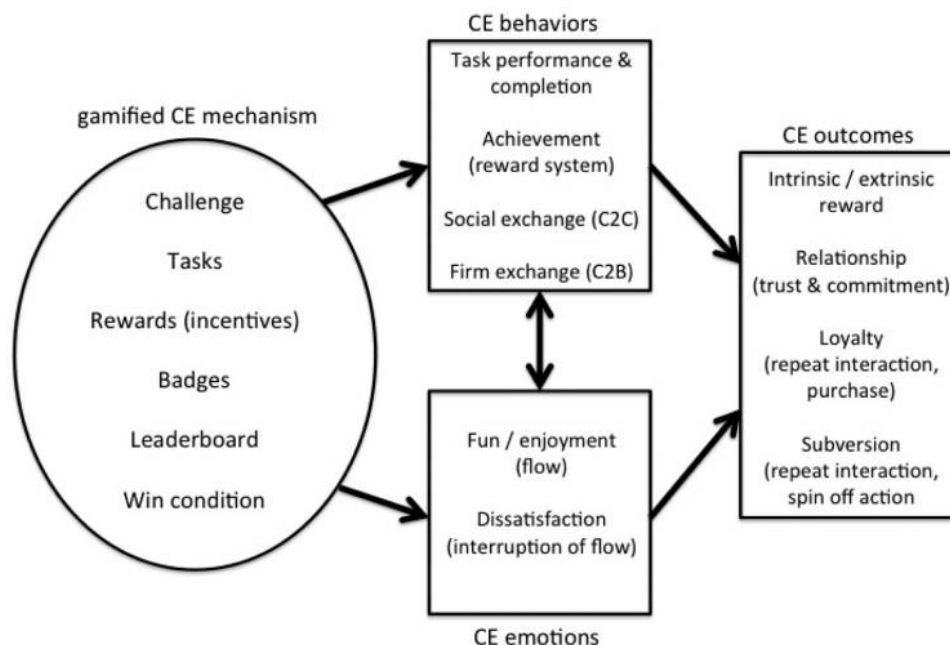 gamified CE mechanism
Challenge
Tasks
Rewards (incentives)
Badges
Leaderboard
Win condition
CE behaviors
Task performance &
completion
Achievement
(reward system)
Social exchange (C2C)
Firm exchange (C2B)
Fun / enjoyment
(flow)
Dissatisfaction
(interruption of flow)
CE emotions
CE outcomes
Intrinsic / extrinsic
reward
Relationship
(trust & commitment)
Loyalty
(repeat interaction,
purchase)
Subversion
(repeat interaction,
spin off action